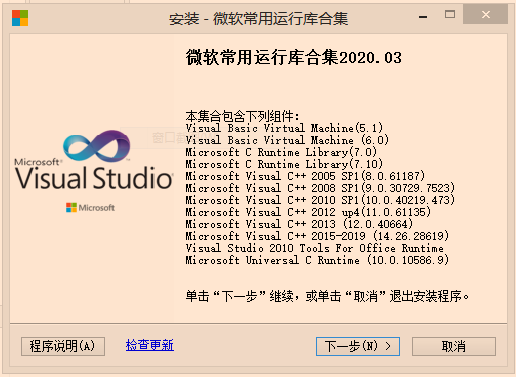 安装 - 微软常用运行库合集
微软常用运行库合集2020.03
本集合包含下列组件:
Visual Basic Virtual Machine(5.1)
Visual Basic Virtual Machine (6.0)
Microsoft C Runtime Library(7.0)
Microsoft C Runtime Library(7.10)
Microsoft Visual C++ 2005 SP1(8.0.61187)
Microsoft Visual C++ 2008 SP1(9.0.30729.7523)
Microsoft Visual C++ 2010 SP1(10.0.40219.473)
Microsoft Visual C++ 2012 up4(11.0.61135)
Microsoft Visual C++ 2013 (12.0.40664)
Microsoft Visual C++ 2015-2019 (14.26.28619)
Visual Studio 2010 Tools For Office Runtime
Microsoft Universal C Runtime (10.0.10586.9)
Microsoft®
Visual Studio
Microsoft
单击“下一步”继续，或单击“取消”退出安装程序。
程序说明(A)
检查更新
下一步(N) >
取消